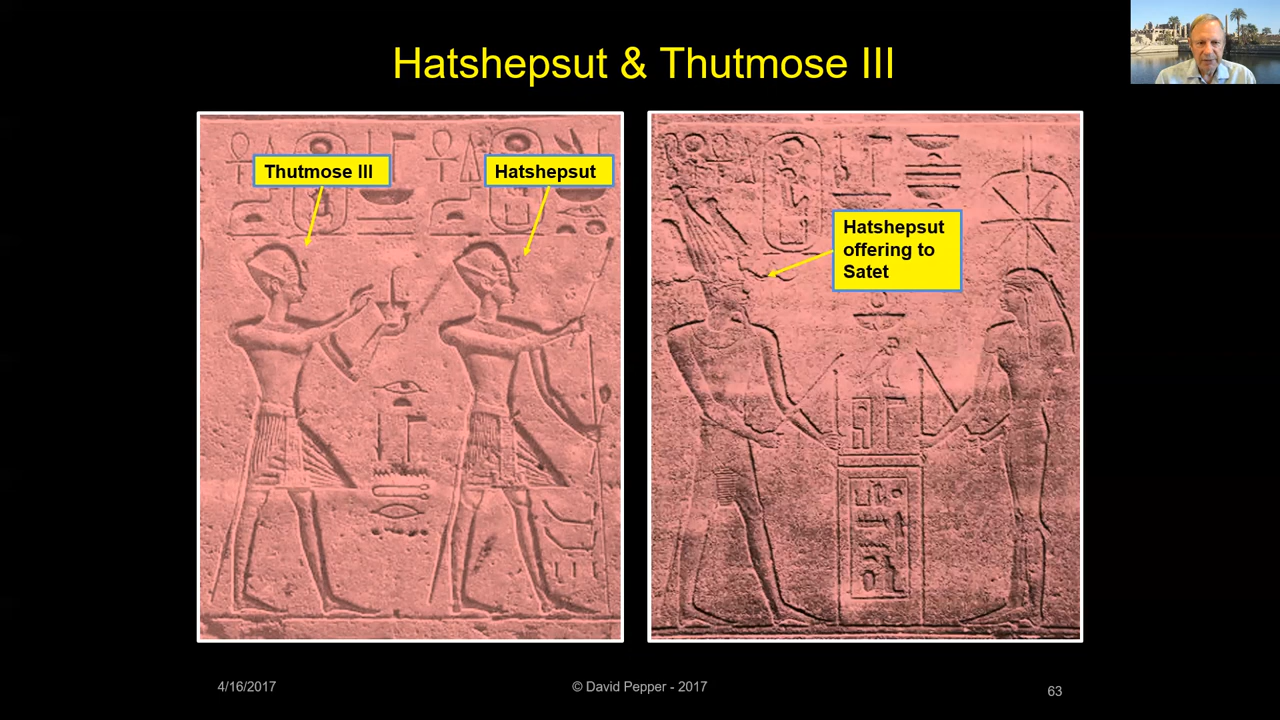 Hatshepsut & Thutmose III
Thutmose III
Hatshepsut
Hatshepsut
offering to
Satet
4/16/2017
© David Pepper - 2017
63